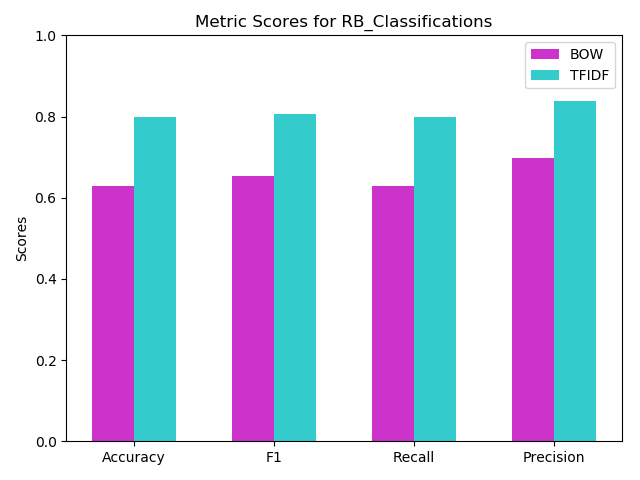 Metric Scores for RB_Classifications
BOW
TFIDF
Scores
1.0
0.8
0.6
0.4
0.2
0.0
Accuracy F1 Recall Precision